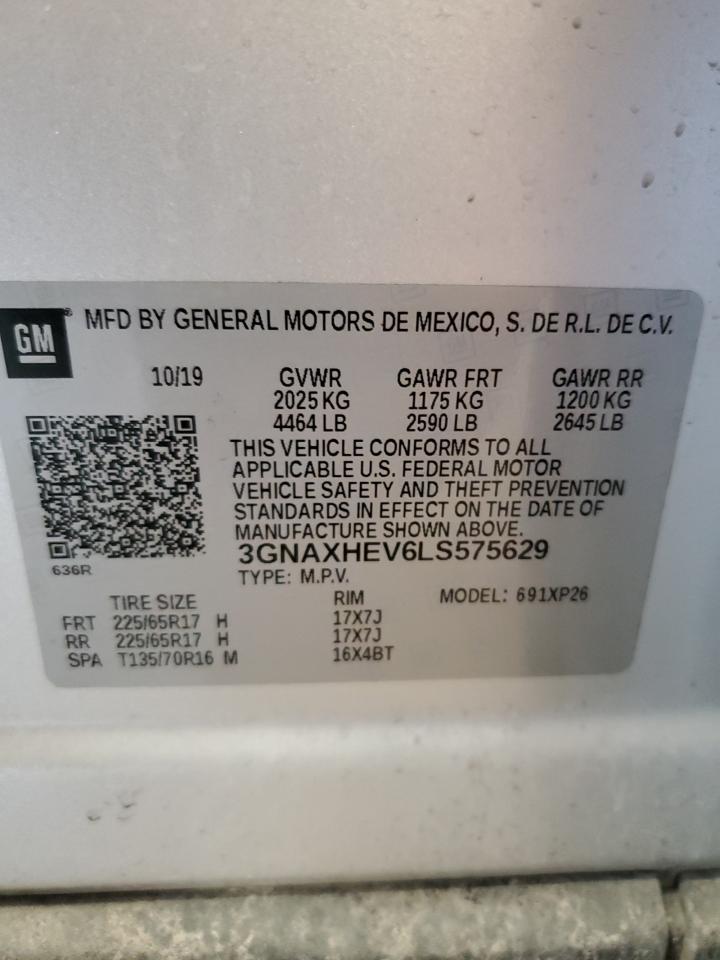 GM® MFD BY GENERAL MOTORS DE MEXICO, S. DE R.L. DE C.V.
10/19 GVWR GAWR FRT GAWR RR
2025 KG 1175 KG 1200 KG
4464 LB 2590 LB 2645 LB
THIS VEHICLE CONFORMS TO ALL
APPLICABLE U.S. FEDERAL MOTOR
VEHICLE SAFETY AND THEFT PREVENTION
STANDARDS IN EFFECT ON THE DATE OF
MANUFACTURE SHOWN ABOVE.
3GNAXHEV6LS575629
636R
TYPE: M.P.V.
TIRE SIZE RIM MODEL: 691XP26
FRT 225/65R17 H 17X7J
RR 225/65R17 H 17X7J
SPA T135/70R16 M 16X4BT